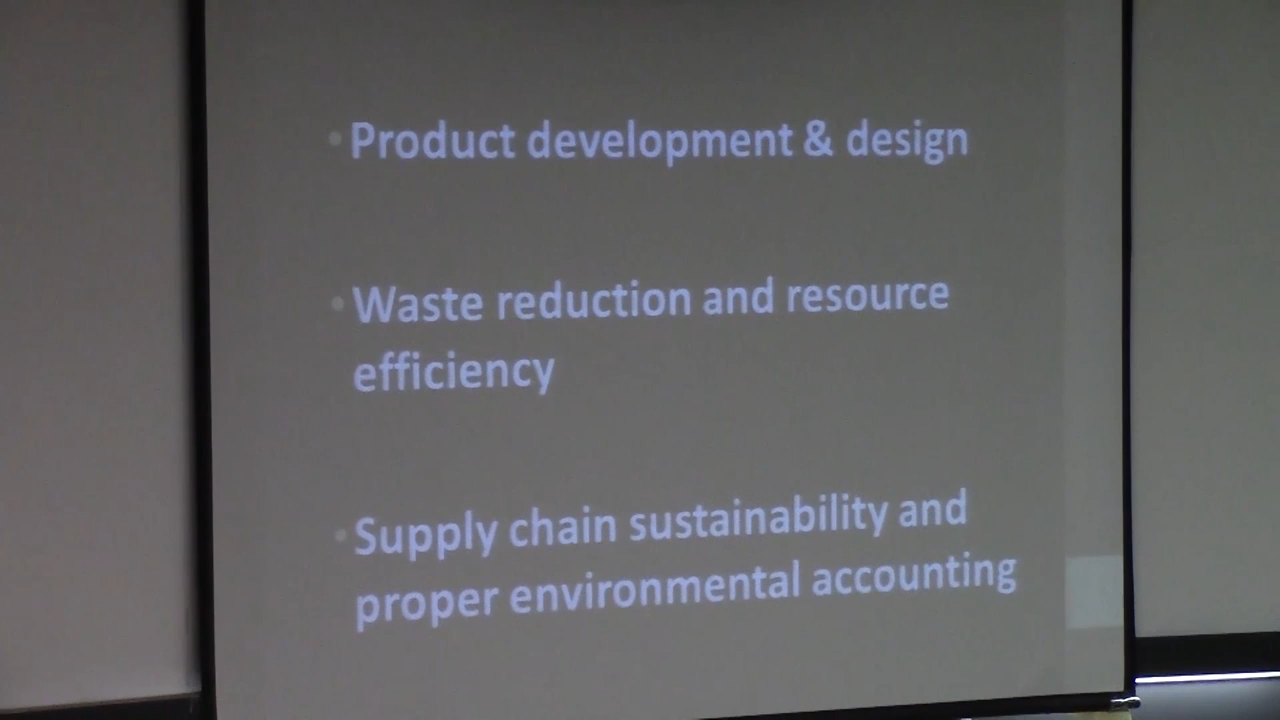 • Product development & design
• Waste reduction and resource
efficiency
• Supply chain sustainability and
proper environmental accounting